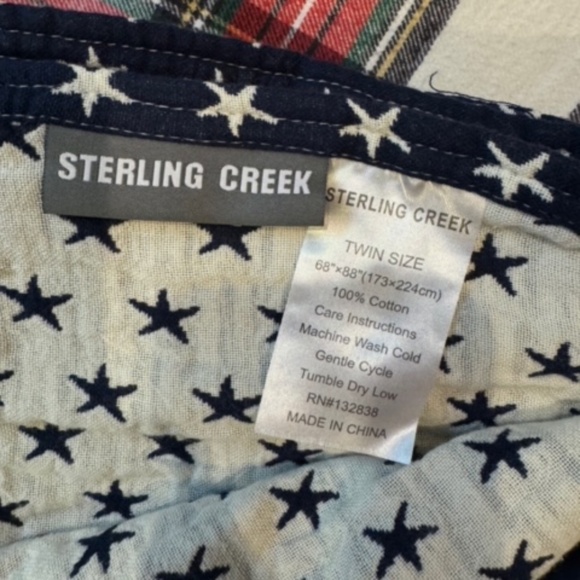 STERLING CREEK
STERLING CREEK
TWIN SIZE
68"×88"(173×224cm)
100% Cotton
Care Instructions
Machine Wash Cold
Gentle Cycle
Tumble Dry Low
RN#132838
MADE IN CHINA